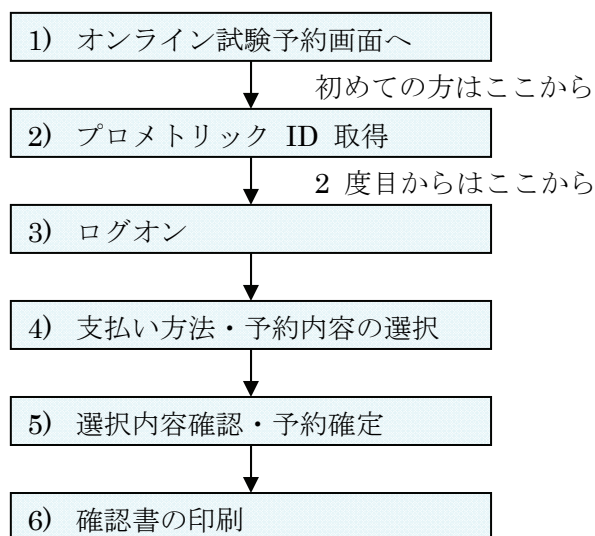 1) オンライン試験予約画面へ
初めての方はここから
2) プロメトリック ID 取得
2 度目からはここから
3) ログオン
4) 支払い方法・予約内容の選択
5) 選択内容確認・予約確定
6) 確認書の印刷